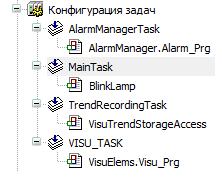 Конфигурация задач
AlarmManagerTask
AlarmManager.Alarm_Prg
MainTask
BlinkLamp
TrendRecordingTask
VisuTrendStorageAccess
VISU_TASK
VisuElems.Visu_Prg